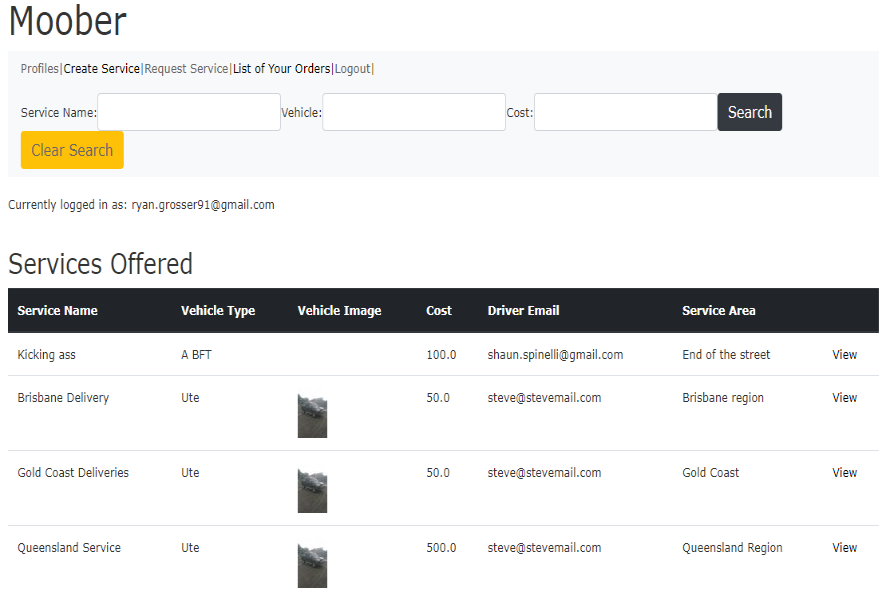 Moober
Profiles|Create Service|Request Service|List of Your Orders|Logout|
Service Name: Vehicle: Cost: Search
Clear Search
Currently logged in as: ryan.grosser91@gmail.com
Services Offered
Service Name Vehicle Type Vehicle Image Cost Driver Email Service Area
Kicking ass A BFT 100.0 shaun.spinelli@gmail.com End of the street View
Brisbane Delivery Ute 50.0 steve@stevemail.com Brisbane region View
Gold Coast Deliveries Ute 50.0 steve@stevemail.com Gold Coast View
Queensland Service Ute 500.0 steve@stevemail.com Queensland Region View